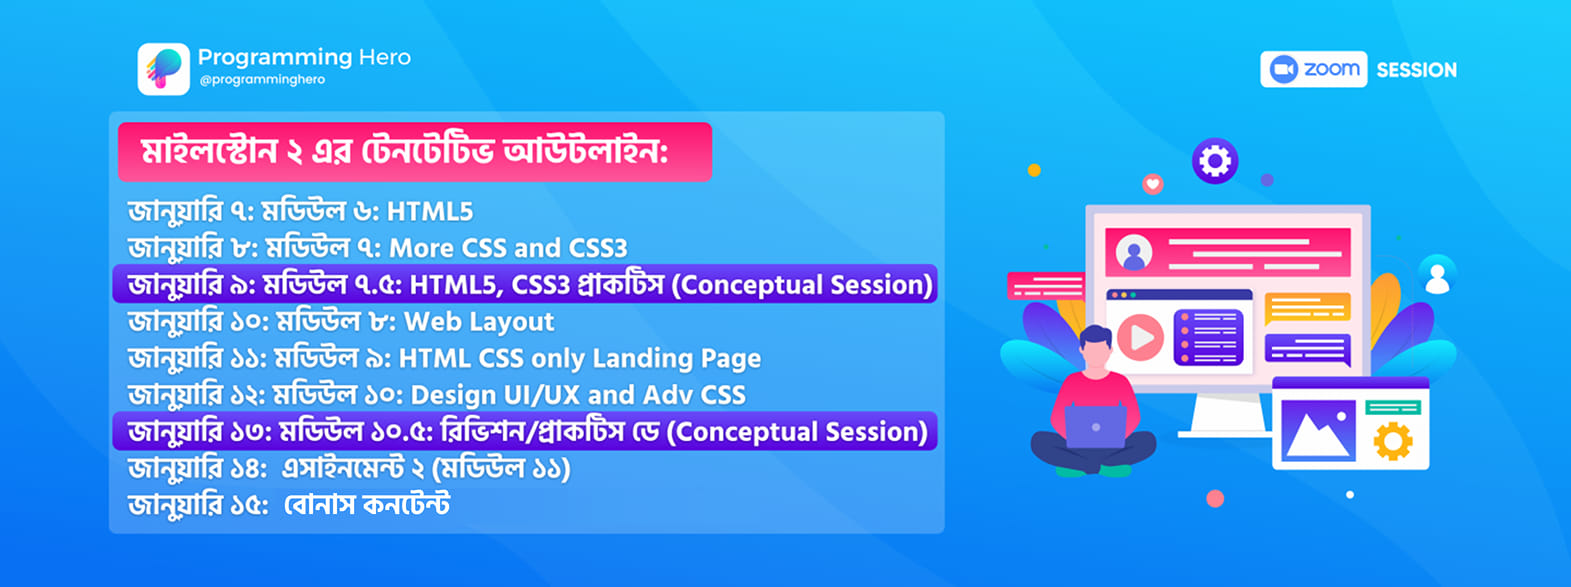 Programming Hero
@programminghero
zoom SESSION
মাইলস্টোন ২ এর টেনটেটিভ আউটলাইন:
জানুয়ারি ৭: মডিউল ৬: HTML5
জানুয়ারি ৮: মডিউল ৭: More CSS and CSS3
জানুয়ারি ৯: মডিউল ৭.৫: HTML5, CSS3 প্রাকটিস (Conceptual Session)
জানুয়ারি ১০: মডিউল ৮: Web Layout
জানুয়ারি ১১: মডিউল ৯: HTML CSS only Landing Page
জানুয়ারি ১২: মডিউল ১০: Design UI/UX and Adv CSS
জানুয়ারি ১৩: মডিউল ১০.৫: রিভিশন/প্রাকটিস ডে (Conceptual Session)
জানুয়ারি ১৪: এসাইনমেন্ট ২ (মডিউল ১১)
জানুয়ারি ১৫: বোনাস কনটেন্ট